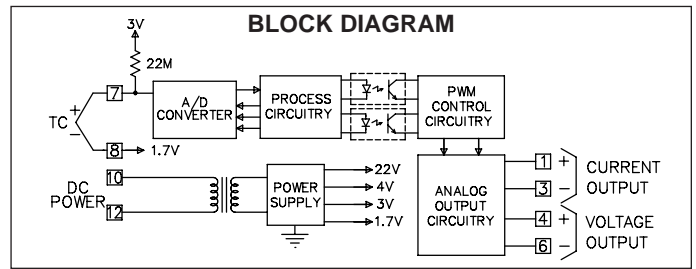 BLOCK DIAGRAM
3V
22M
7
TC
+
−
8
1.7V
A/D
CONVERTER
PROCESS
CIRCUITRY
PWM
CONTROL
CIRCUITRY
10
DC
POWER
12
POWER
SUPPLY
22V
4V
3V
1.7V
ANALOG
OUTPUT
CIRCUITRY
1 +
3 −
CURRENT
OUTPUT
4 +
6 −
VOLTAGE
OUTPUT